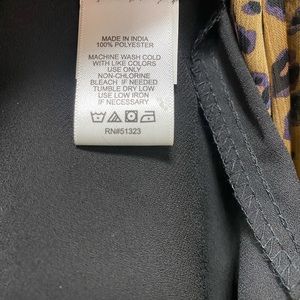 MADE IN INDIA
100% POLYESTER
MACHINE WASH COLD
WITH LIKE COLORS
USE ONLY
NON-CHLORINE
BLEACH IF NEEDED
TUMBLE DRY LOW
USE LOW IRON
IF NECESSARY
RN#51323